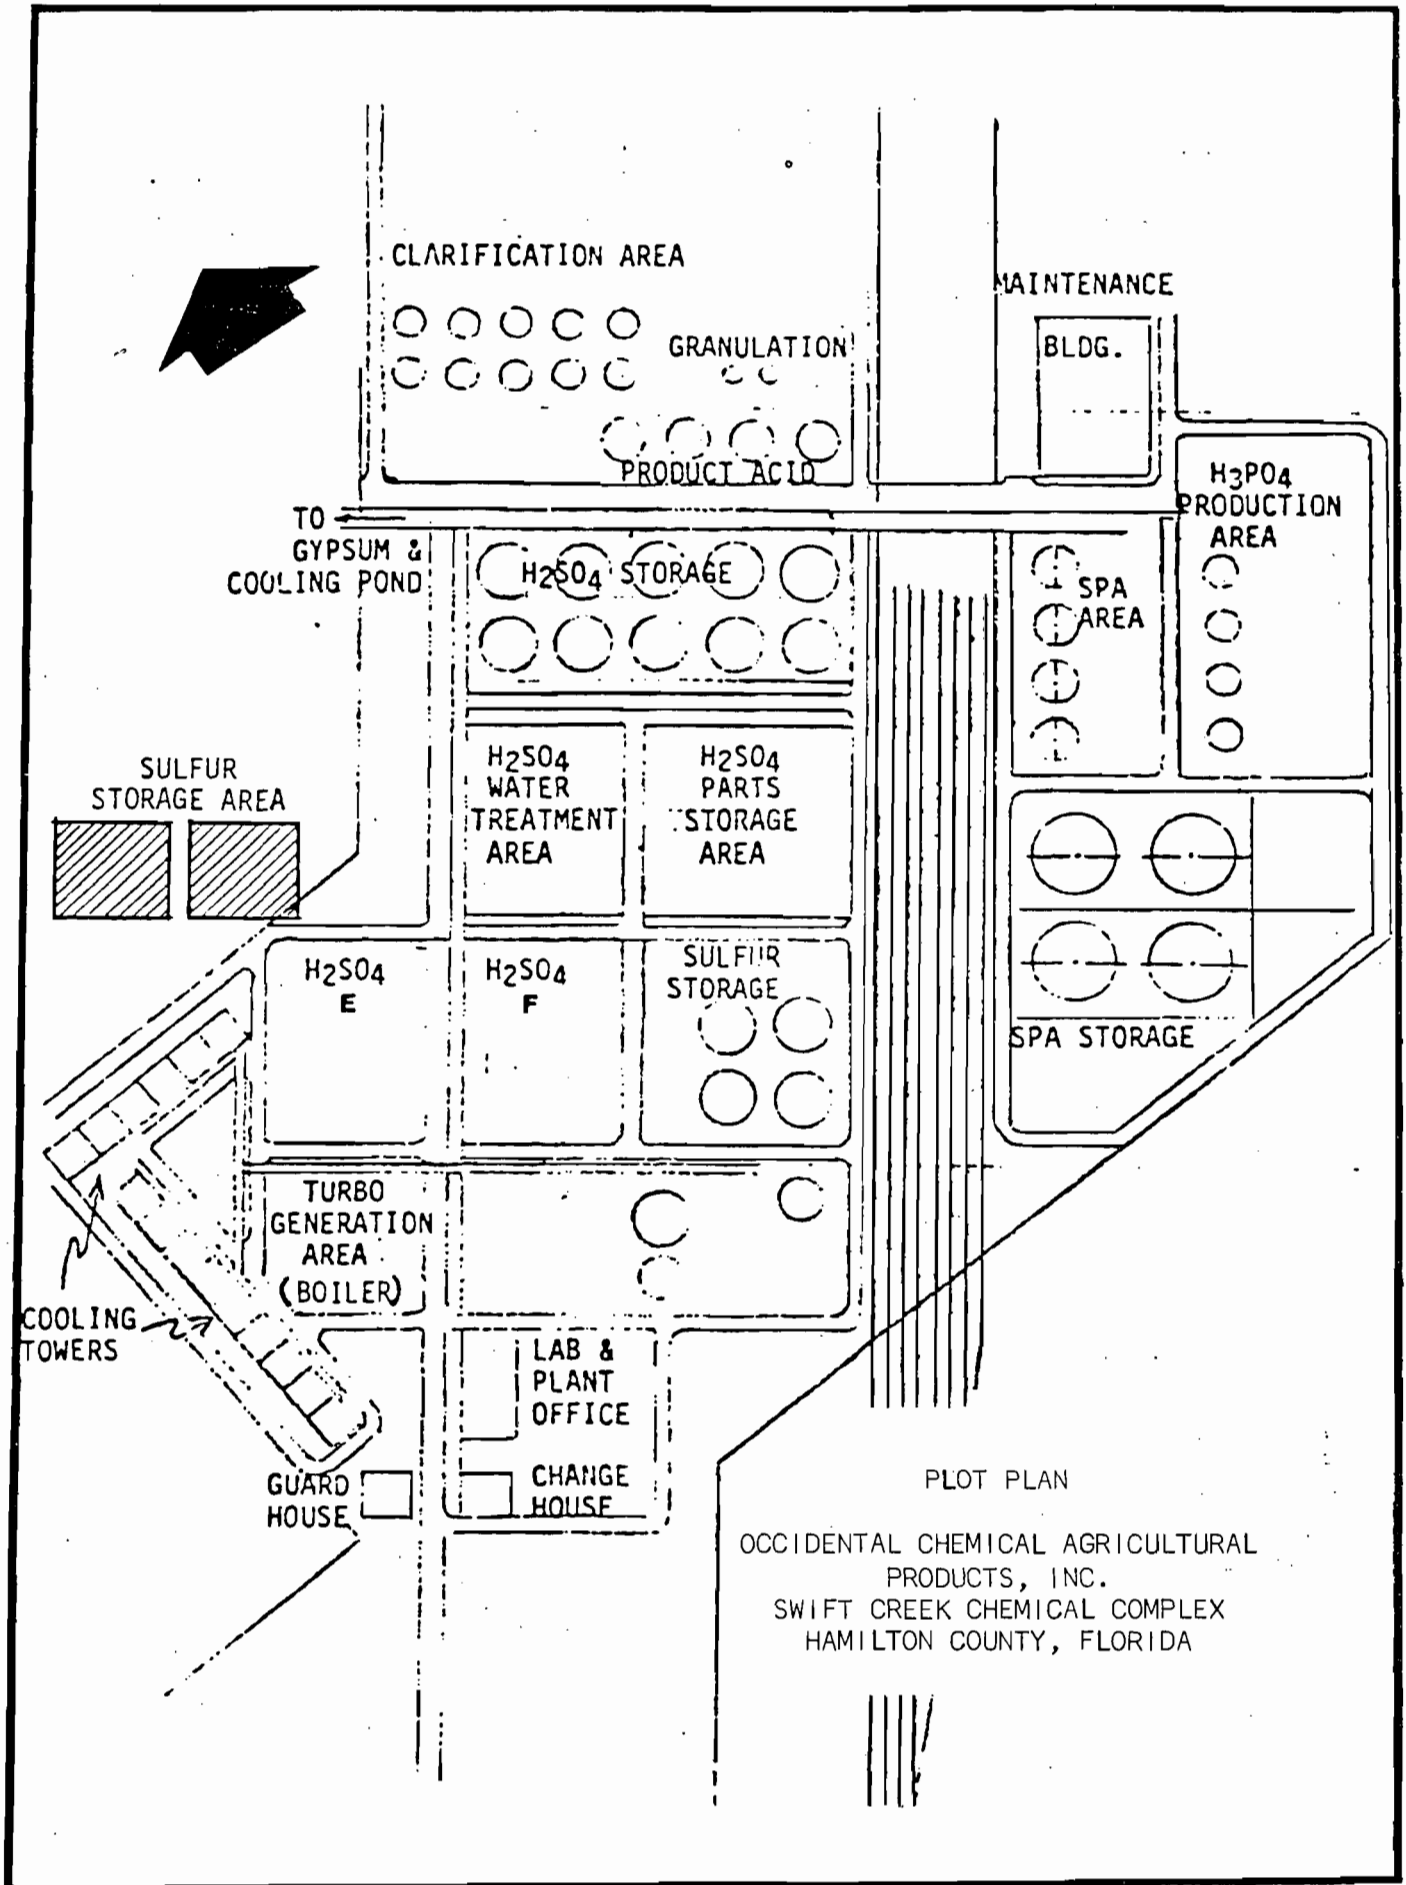 CLARIFICATION AREA
MAINTENANCE
BLDG.
GRANULATION
PRODUCT ACID
H3PO4
PRODUCTION
AREA
TO
GYPSUM &
COOLING POND
H2SO4 STORAGE
SPA
AREA
SULFUR
STORAGE AREA
H2SO4
WATER
TREATMENT
AREA
H2SO4
PARTS
STORAGE
AREA
H2SO4
E
H2SO4
F
SULFUR
STORAGE
SPA STORAGE
TURBO
GENERATION
AREA
(BOILER)
COOLING
TOWERS
LAB &
PLANT
OFFICE
GUARD
HOUSE
CHANGE
HOUSE
PLOT PLAN
OCCIDENTAL CHEMICAL AGRICULTURAL
PRODUCTS, INC.
SWIFT CREEK CHEMICAL COMPLEX
HAMILTON COUNTY, FLORIDA